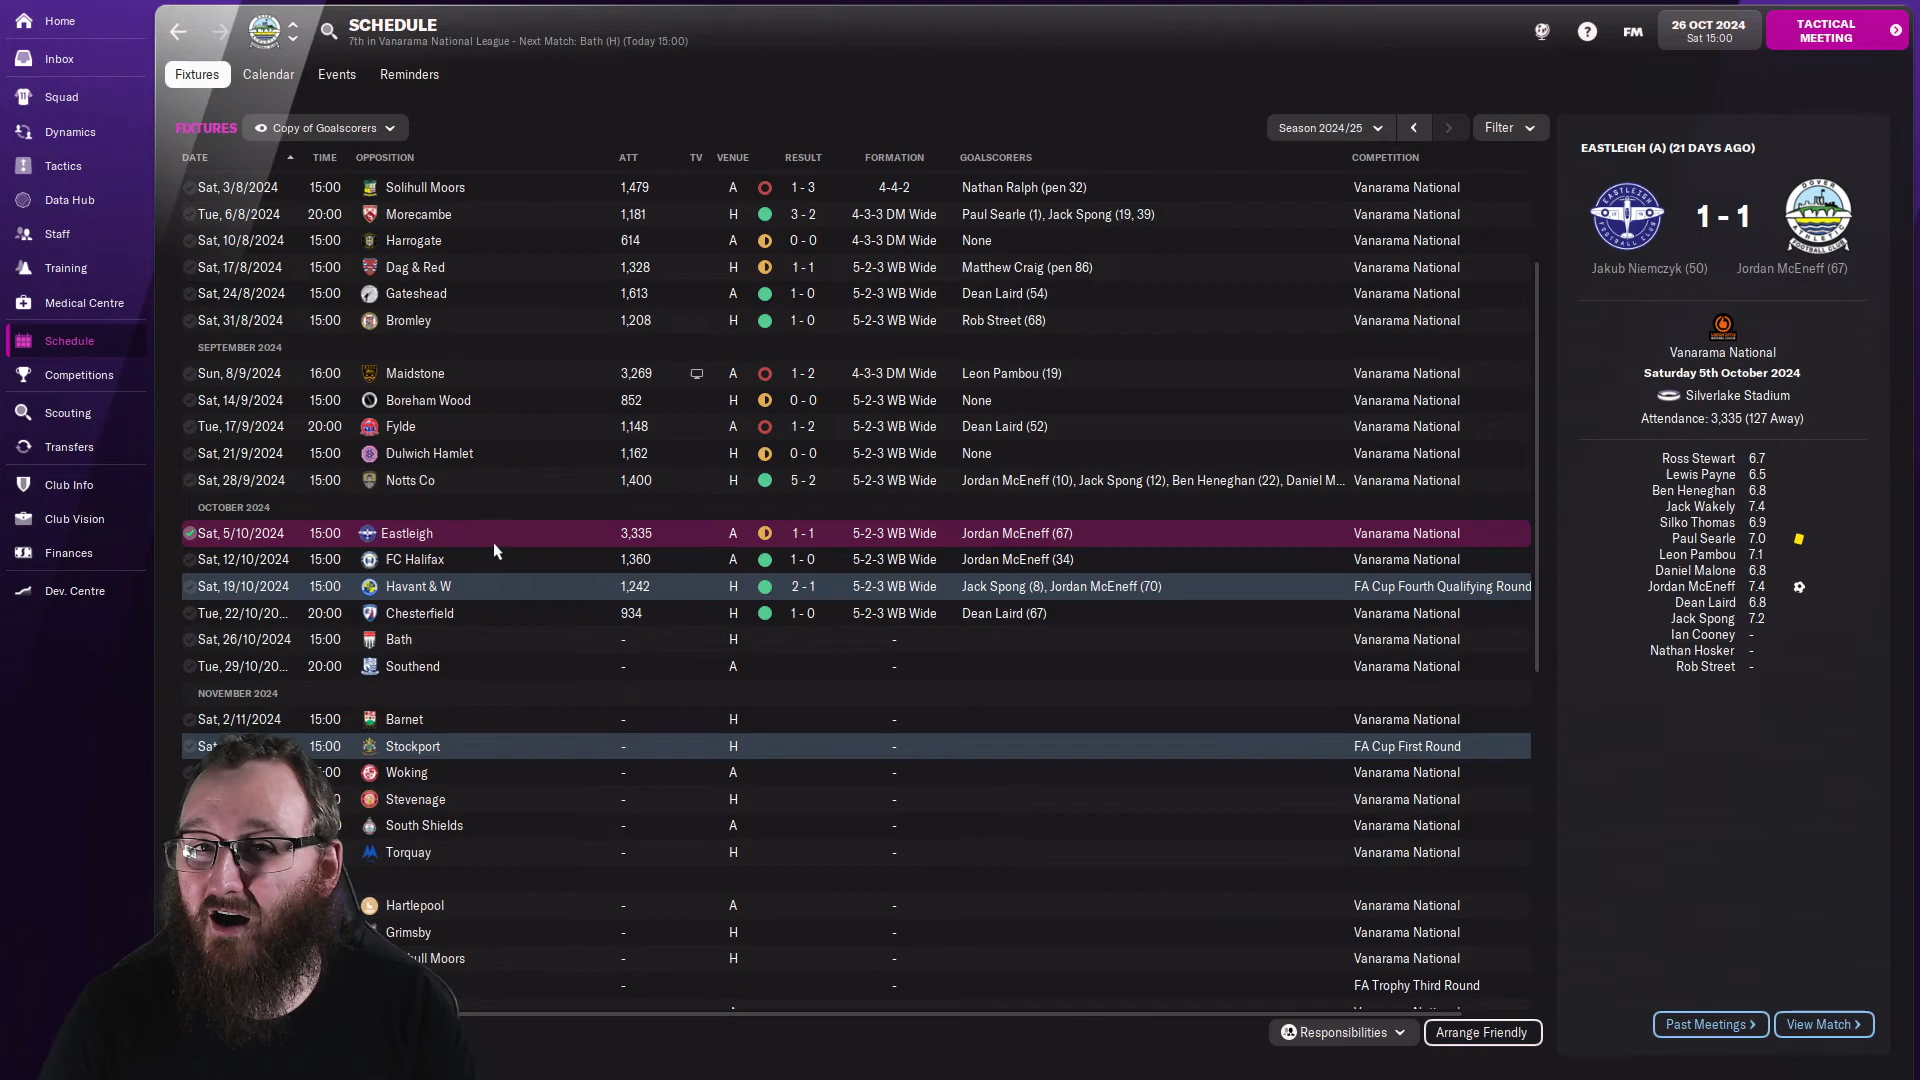 Home
Inbox
Squad
Dynamics
Tactics
Data Hub
Staff
Training
Medical Centre
Schedule
Competitions
Scouting
Transfers
Club Info
Club Vision
Finances
Dev. Centre
SCHEDULE
7th in Vanarama National League - Next Match: Bath (H) (Today 15:00)
FM
26 OCT 2024
Sat 15:00
TACTICAL MEETING
Fixtures Calendar Events Reminders
FIXTURES Copy of Goalscorers Season 2024/25 Filter
DATE TIME OPPOSITION ATT TV VENUE RESULT FORMATION GOALSCORERS COMPETITION
Sat, 3/8/2024 15:00 Solihull Moors 1,479 A 1 - 3 4-4-2 Nathan Ralph (pen 32) Vanarama National
Tue, 6/8/2024 20:00 Morecambe 1,181 H 3 - 2 4-3-3 DM Wide Paul Searle (1), Jack Spong (19, 39) Vanarama National
Sat, 10/8/2024 15:00 Harrogate 614 A 0 - 0 4-3-3 DM Wide None Vanarama National
Sat, 17/8/2024 15:00 Dag & Red 1,328 H 1 - 1 5-2-3 WB Wide Matthew Craig (pen 86) Vanarama National
Sat, 24/8/2024 15:00 Gateshead 1,613 A 1 - 0 5-2-3 WB Wide Dean Laird (54) Vanarama National
Sat, 31/8/2024 15:00 Bromley 1,208 H 1 - 0 5-2-3 WB Wide Rob Street (68) Vanarama National
SEPTEMBER 2024
Sun, 8/9/2024 16:00 Maidstone 3,269 A 1 - 2 4-3-3 DM Wide Leon Pambou (19) Vanarama National
Sat, 14/9/2024 15:00 Boreham Wood 852 H 0 - 0 5-2-3 WB Wide None Vanarama National
Tue, 17/9/2024 20:00 Fylde 1,148 A 1 - 2 5-2-3 WB Wide Dean Laird (52) Vanarama National
Sat, 21/9/2024 15:00 Dulwich Hamlet 1,162 H 0 - 0 5-2-3 WB Wide None Vanarama National
Sat, 28/9/2024 15:00 Notts Co 1,400 H 5 - 2 5-2-3 WB Wide Jordan McEneff (10), Jack Spong (12), Ben Heneghan (22), Daniel M... Vanarama National
OCTOBER 2024
Sat, 5/10/2024 15:00 Eastleigh 3,335 A 1 - 1 5-2-3 WB Wide Jordan McEneff (67) Vanarama National
Sat, 12/10/2024 15:00 FC Halifax 1,360 A 1 - 0 5-2-3 WB Wide Jordan McEneff (34) Vanarama National
Sat, 19/10/2024 15:00 Havant & W 1,242 H 2 - 1 5-2-3 WB Wide Jack Spong (8), Jordan McEneff (70) FA Cup Fourth Qualifying Round
Tue, 22/10/20... 20:00 Chesterfield 934 H 1 - 0 5-2-3 WB Wide Dean Laird (67) Vanarama National
Sat, 26/10/2024 15:00 Bath - H - Vanarama National
Tue, 29/10/20... 20:00 Southend - A - Vanarama National
NOVEMBER 2024
Sat, 2/11/2024 15:00 Barnet - H - Vanarama National
Sat 15:00 Stockport - H - FA Cup First Round
Woking - A - Vanarama National
Stevenage - H - Vanarama National
South Shields - A - Vanarama National
Torquay - H - Vanarama National
Hartlepool - A - Vanarama National
Grimsby - H - Vanarama National
Moors - H - Vanarama National
- - FA Trophy Third Round
Responsibilities Arrange Friendly
EASTLEIGH (A) (21 DAYS AGO)
EASTLEIGH FOOTBALL CLUB
1 - 1
DOVER ATHLETIC FOOTBALL CLUB
Jakub Niemczyk (50) Jordan McEneff (67)
Vanarama National
Saturday 5th October 2024
Silverlake Stadium
Attendance: 3,335 (127 Away)
Ross Stewart 6.7
Lewis Payne 6.5
Ben Heneghan 6.8
Jack Wakely 7.4
Silko Thomas 6.9
Paul Searle 7.0
Leon Pambou 7.1
Daniel Malone 6.8
Jordan McEneff 7.4
Dean Laird 6.8
Jack Spong 7.2
Ian Cooney -
Nathan Hosker -
Rob Street -
Past Meetings View Match